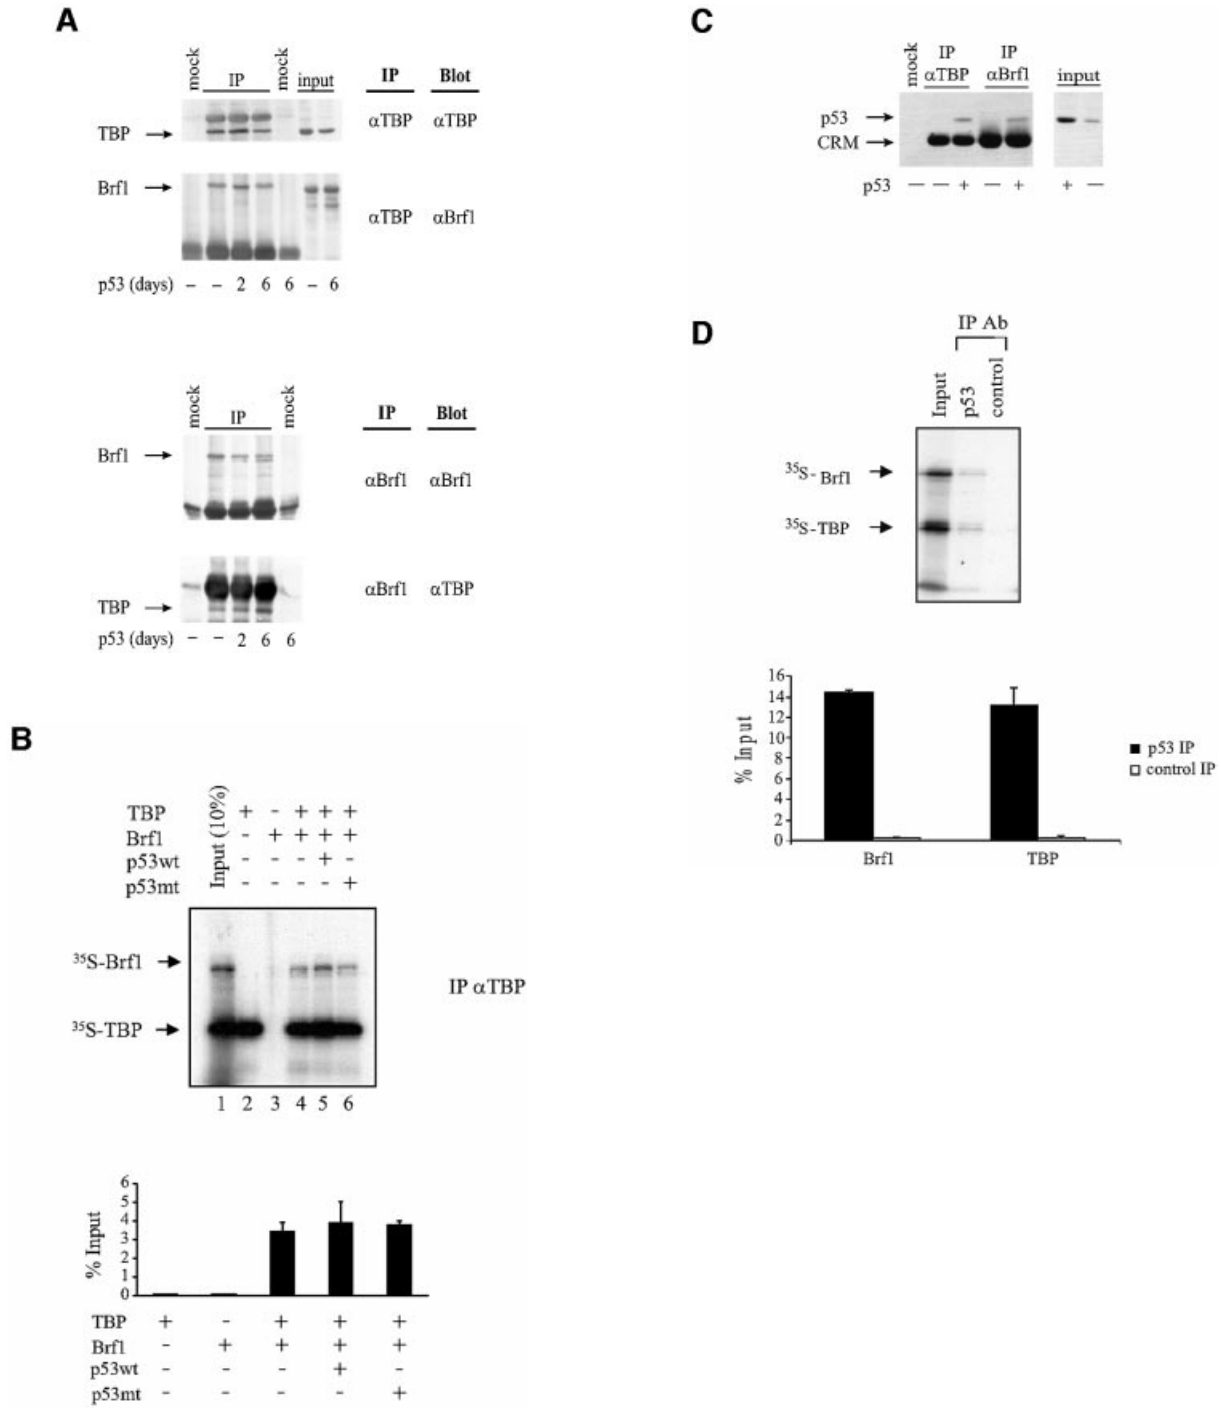 A
mock
IP
mock
input
IP Blot
TBP
αTBP αTBP
Brf1
αTBP αBrf1
p53 (days) – – 2 6 6 – 6
mock
IP
mock
IP Blot
Brf1
αBrf1 αBrf1
αBrf1 αTBP
TBP
p53 (days) – – 2 6 6
B
Input (10%)
TBP + - + + +
Brf1 - + + + +
p53wt - - - + -
p53mt - - - - +
35S-Brf1
IP αTBP
35S-TBP
1 2 3 4 5 6
% Input
6
5
4
3
2
1
0
TBP + - + + +
Brf1 - + + + +
p53wt - - - + -
p53mt - - - - +
C
mock
IP αTBP
IP αBrf1
input
p53
CRM
p53 — — + — + + —
D
IP Ab
Input
p53
control
35S-Brf1
35S-TBP
% Input
16
14
12
10
8
6
4
2
0
Brf1 TBP
p53 IP
control IP